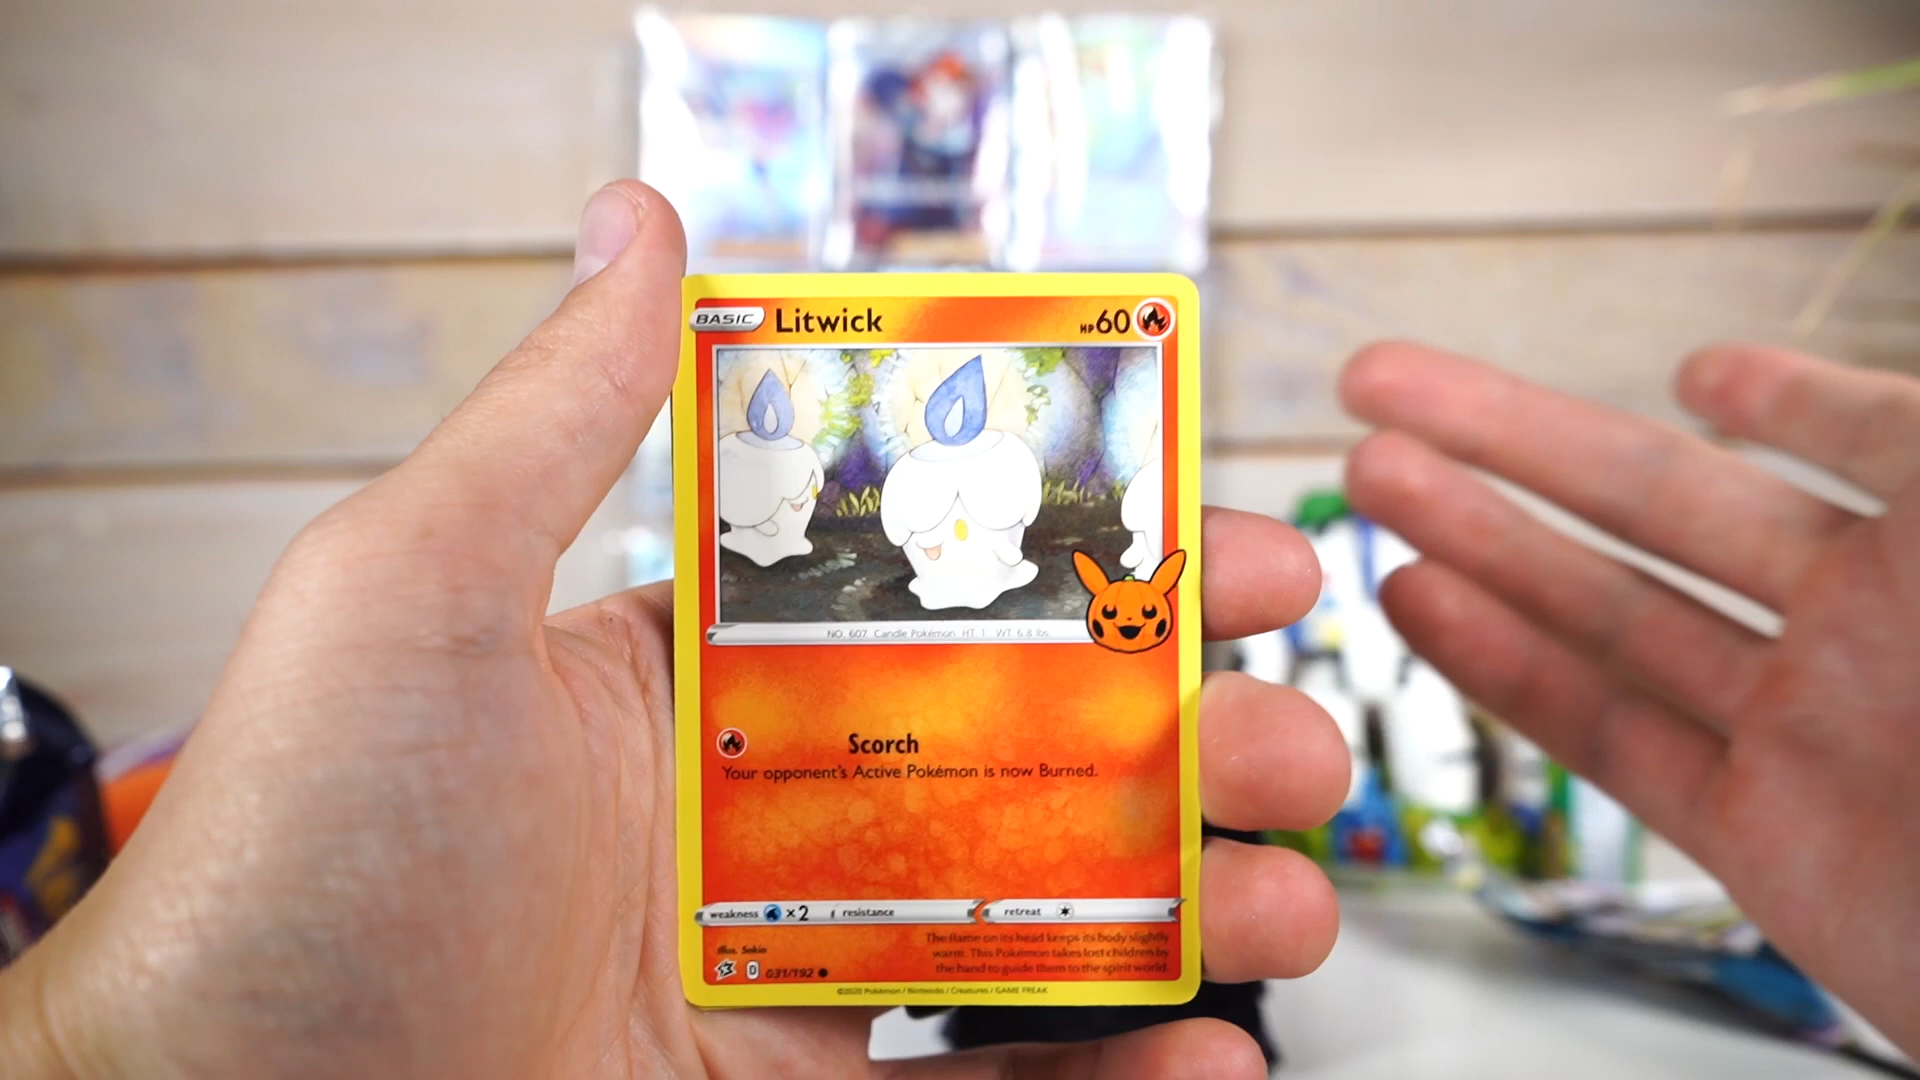 BASIC Litwick HP60
NO. 607 Candle Pokémon HT 1 WT 6.8 lbs.
Scorch
Your opponent's Active Pokémon is now Burned.
weakness ×2 resistance retreat
Illus. Sekio
The flame on its head keeps its body slightly
warm. This Pokémon takes lost children by
the hand to guide them to the spirit world.
D 031/192
©2020 Pokémon / Nintendo / Creatures / GAME FREAK